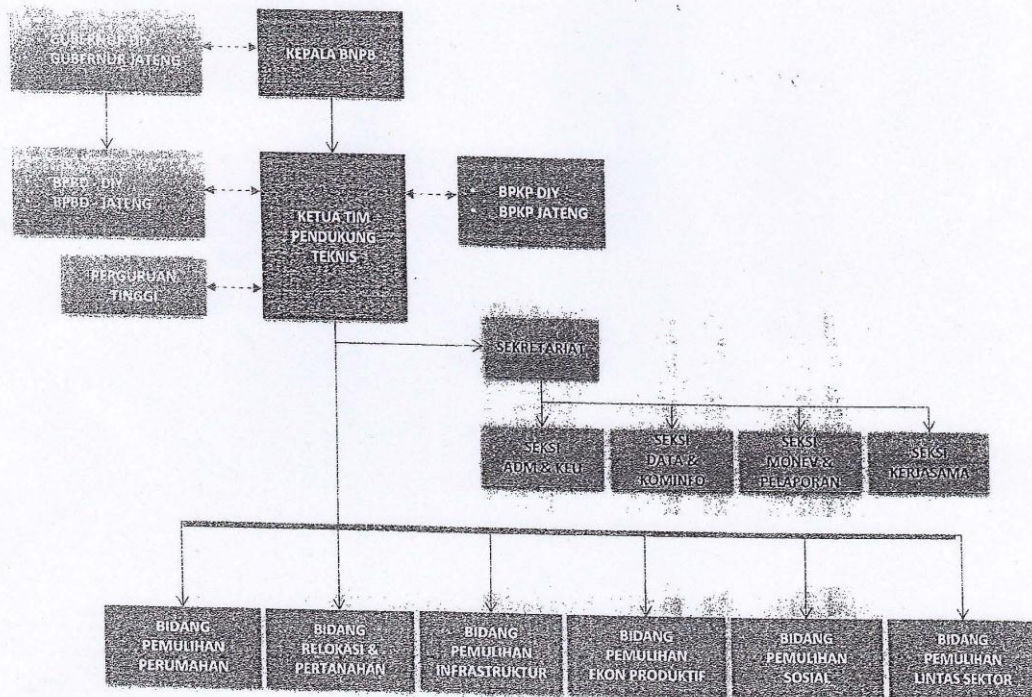 GUBERNUR DIY
GUBERNUR JATENG
KEPALA BNPB
BPBD - DIY
BPBD - JATENG
KETUA TIM
PENDUKUNG
TEKNIS
• BPKP DIY
• BPKP JATENG
PERGURUAN
TINGGI
SEKRETARIAT
SEKSI
ADM & KEU
SEKSI
DATA &
KOMINFO
SEKSI
MONEV &
PELAPORAN
SEKSI
KERJASAMA
BIDANG
PEMULIHAN
PERUMAHAN
BIDANG
RELOKASI &
PERTANAHAN
BIDANG
PEMULIHAN
INFRASTRUKTUR
BIDANG
PEMULIHAN
EKON PRODUKTIF
BIDANG
PEMULIHAN
SOSIAL
BIDANG
PEMULIHAN
LINTAS SEKTOR